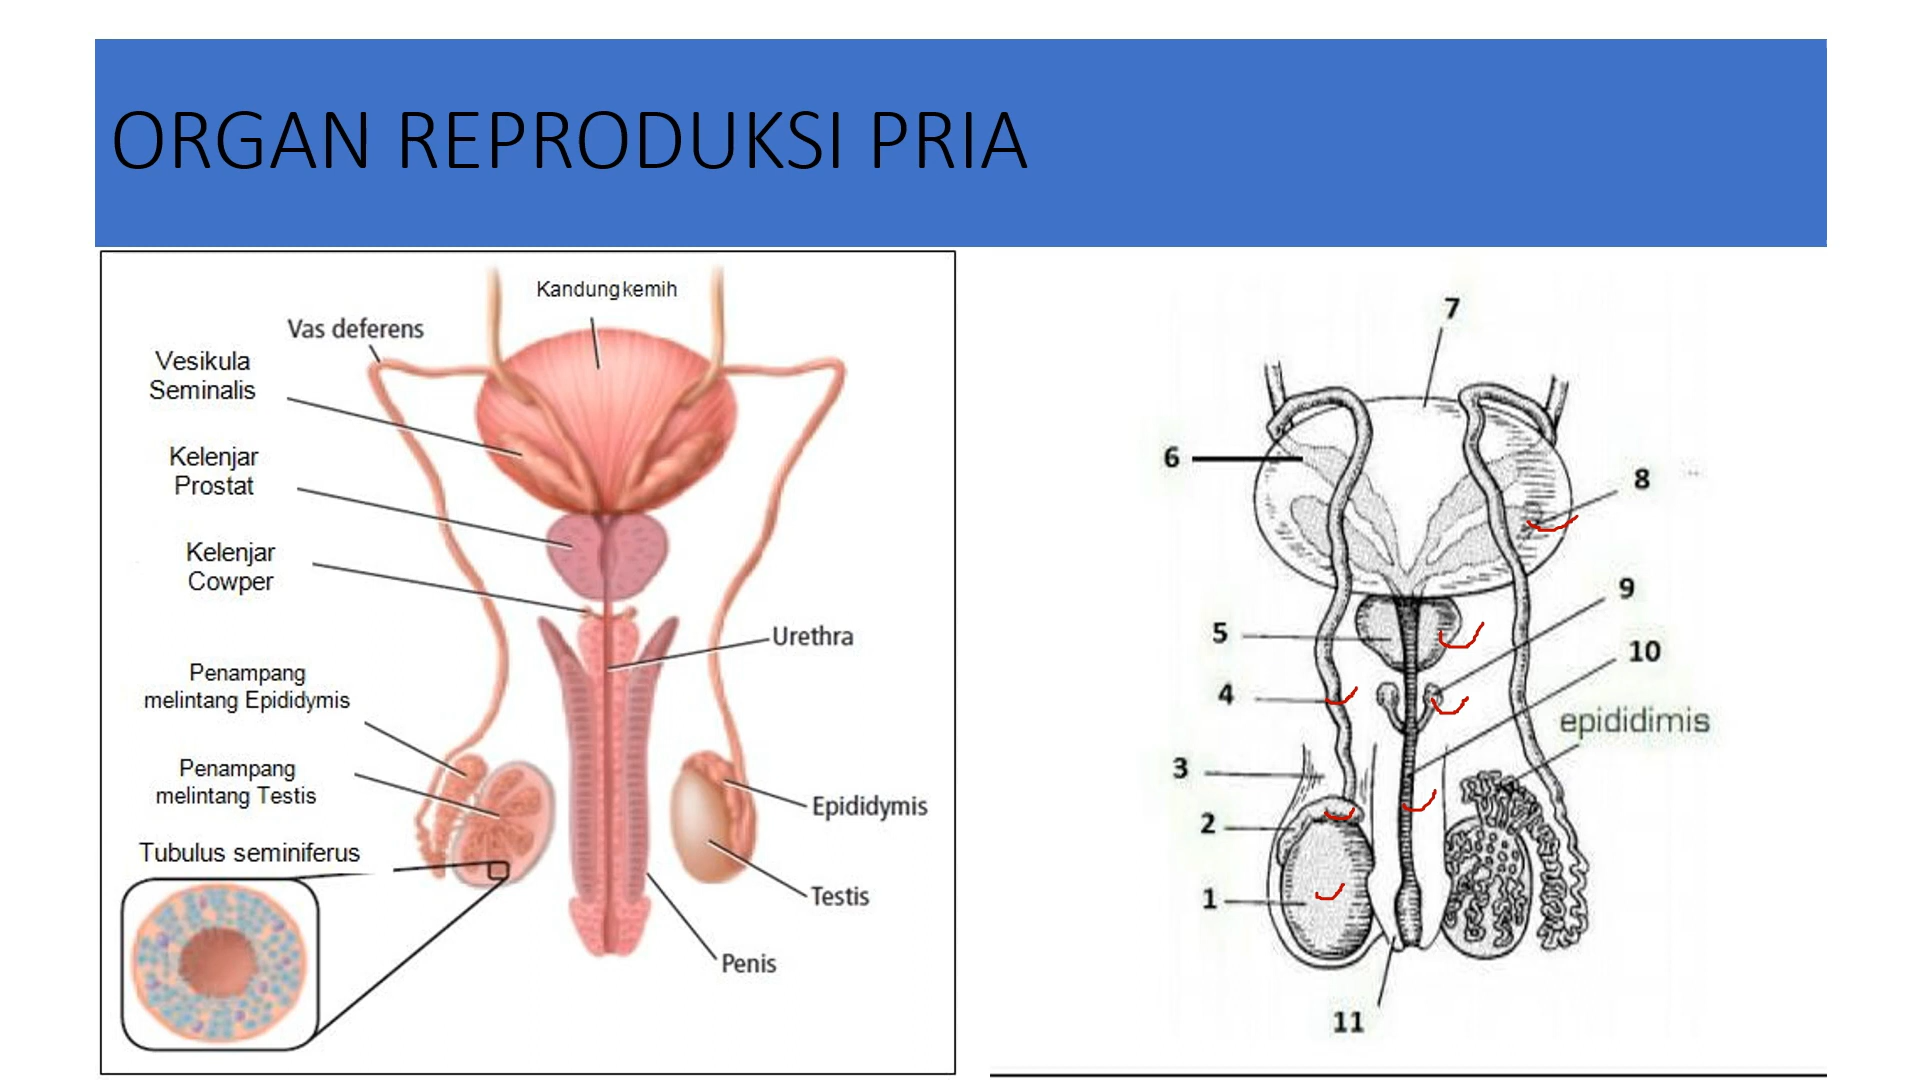 ORGAN REPRODUKSI PRIA
Kandung kemih
Vas deferens
Vesikula
Seminalis
Kelenjar
Prostat
Kelenjar
Cowper
Urethra
Penampang
melintang Epididymis
Penampang
melintang Testis
Epididymis
Tubulus seminiferus
Testis
Penis
7
6
8
9
5
10
4
epididimis
3
2
1
11